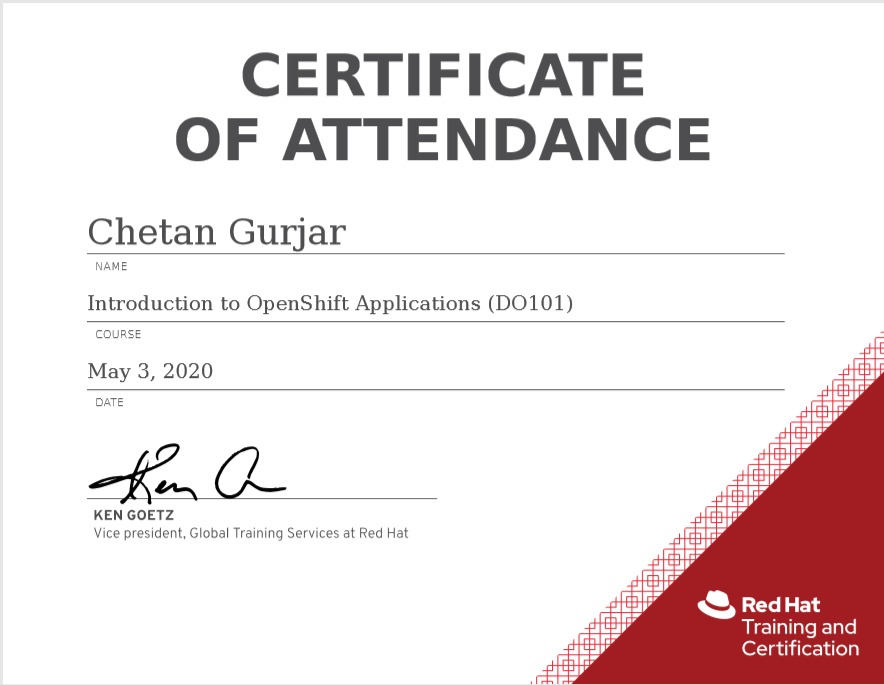 CERTIFICATE
OF ATTENDANCE
Chetan Gurjar
NAME
Introduction to OpenShift Applications (DO101)
COURSE
May 3, 2020
DATE
KEN GOETZ
Vice president, Global Training Services at Red Hat
Red Hat
Training and
Certification